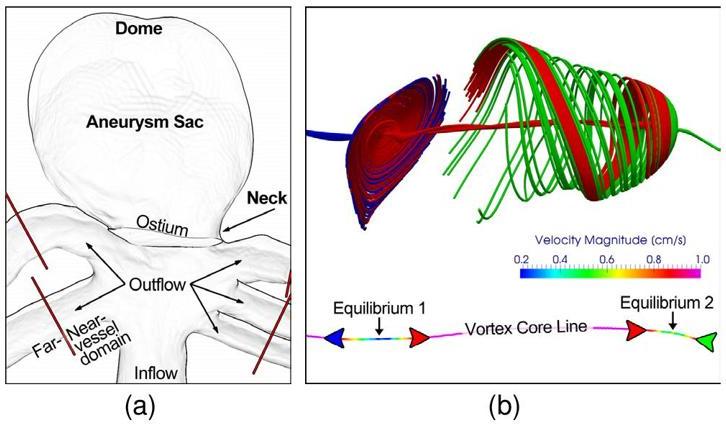 Dome
Aneurysm Sac
Neck
Ostium
Outflow
Far-
Near-
vessel
domain
Inflow
(a)
Velocity Magnitude (cm/s)
0.2 0.4 0.6 0.8 1.0
Equilibrium 1
Equilibrium 2
Vortex Core Line
(b)